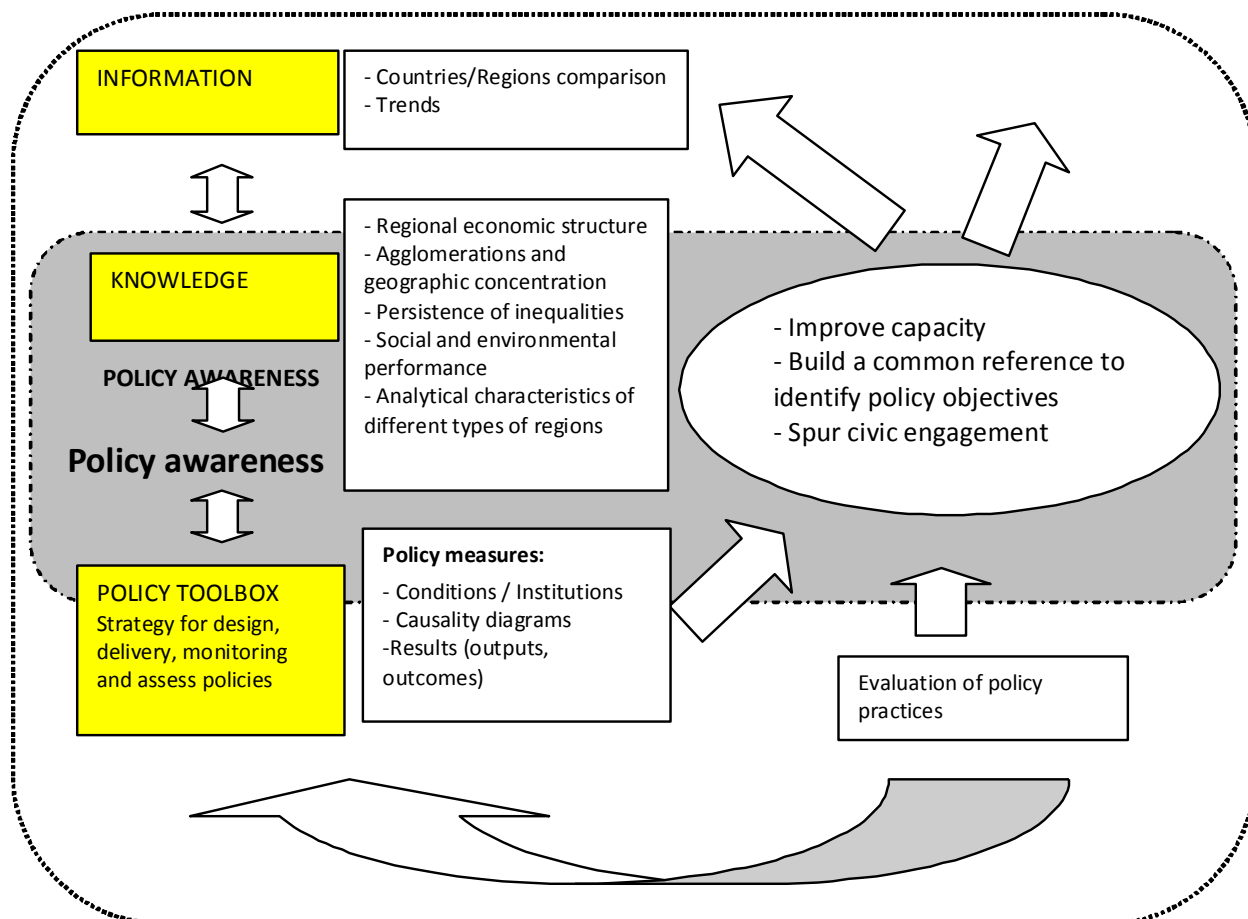 INFORMATION
- Countries/Regions comparison
- Trends
KNOWLEDGE
- Regional economic structure
- Agglomerations and
geographic concentration
- Persistence of inequalities
- Social and environmental
performance
- Analytical characteristics of
different types of regions
POLICY AWARENESS
Policy awareness
- Improve capacity
- Build a common reference to
identify policy objectives
- Spur civic engagement
POLICY TOOLBOX
Strategy for design,
delivery, monitoring
and assess policies
Policy measures:
- Conditions / Institutions
- Causality diagrams
-Results (outputs,
outcomes)
Evaluation of policy
practices